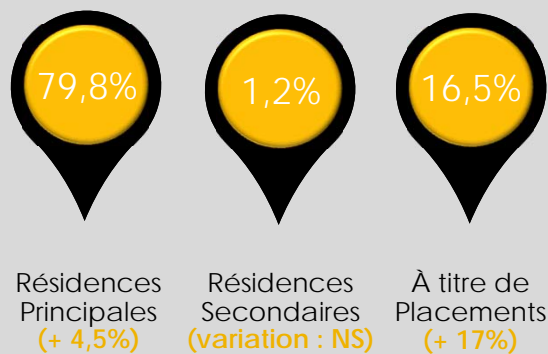 79,8%
1,2%
16,5%
Résidences
Principales
(+ 4,5%)
Résidences
Secondaires
(variation : NS)
À titre de
Placements
(+ 17%)